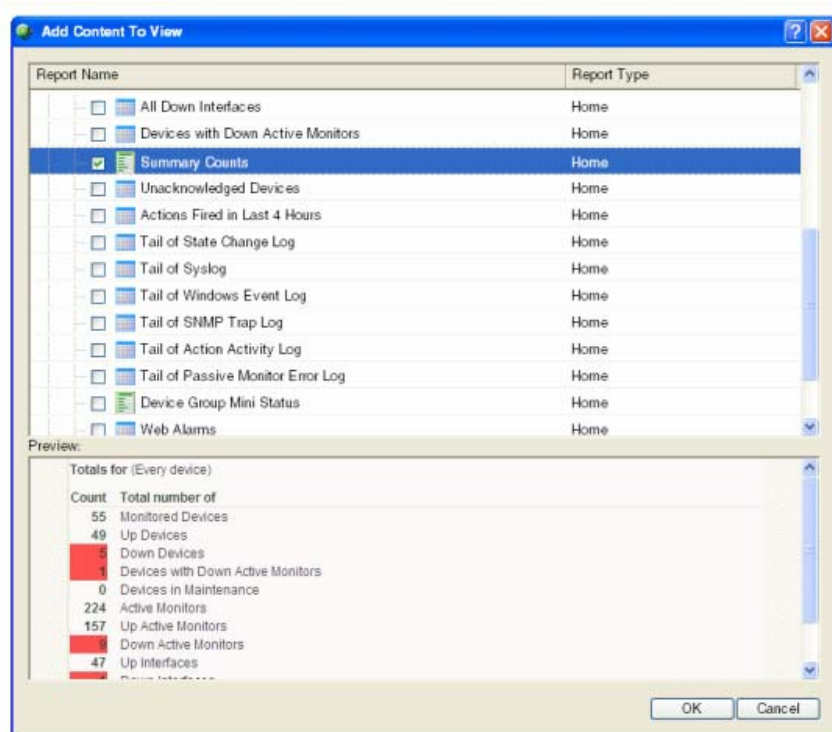 Add Content To View
Report Name Report Type
All Down Interfaces Home
Devices with Down Active Monitors Home
Summary Counts Home
Unacknowledged Devices Home
Actions Fired in Last 4 Hours Home
Tail of State Change Log Home
Tail of Syslog Home
Tail of Windows Event Log Home
Tail of SNMP Trap Log Home
Tail of Action Activity Log Home
Tail of Passive Monitor Error Log Home
Device Group Mini Status Home
Web Alarms Home
Preview:
Totals for (Every device)
Count Total number of
55 Monitored Devices
49 Up Devices
5 Down Devices
1 Devices with Down Active Monitors
0 Devices in Maintenance
224 Active Monitors
157 Up Active Monitors
9 Down Active Monitors
47 Up Interfaces
Down Interfaces
OK Cancel